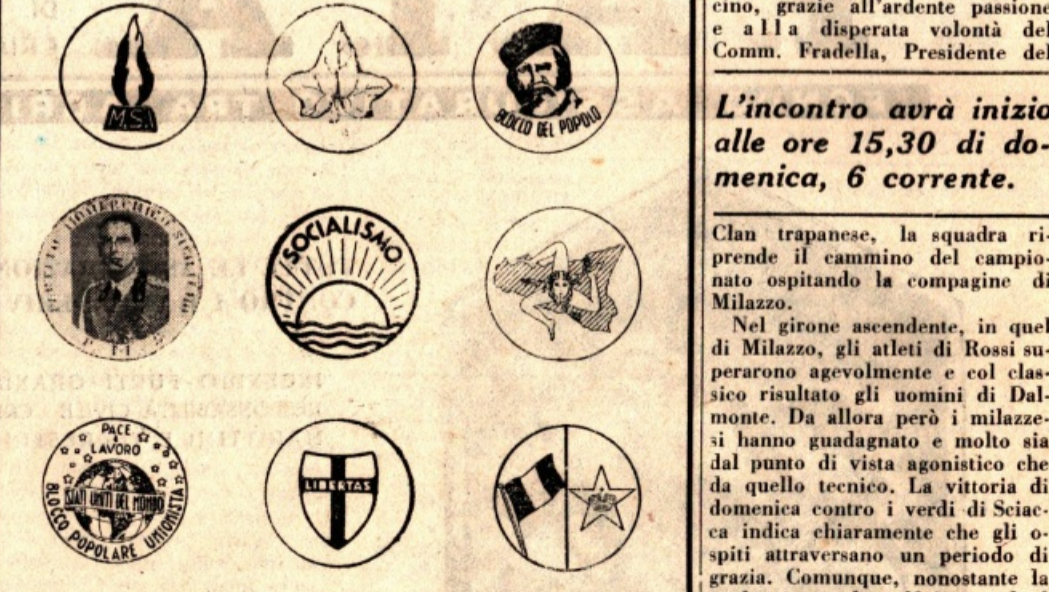 M.S.I
BLOCCO DEL POPOLO
SOCIALISMO
PACE
LAVORO
STATI UNITI DEL MONDO
BLOCCO POPOLARE UNIONISTA
LIBERTAS
cino, grazie all'ardente passione
e alla disperata volontà del
Comm. Fradella, Presidente del
L'incontro avrà inizio
alle ore 15,30 di do-
menica, 6 corrente.
Clan trapanese, la squadra ri-
prende il cammino del campio-
nato ospitando la compagine di
Milazzo.
Nel girone ascendente, in quel
di Milazzo, gli atleti di Rossi su-
perarono agevolmente e col clas-
sico risultato gli uomini di Dal-
monte. Da allora però i milazze-
si hanno guadagnato e molto sia
dal punto di vista agonistico che
da quello tecnico. La vittoria di
domenica contro i verdi di Sciac-
ca indica chiaramente che gli o-
spiti attraversano un periodo di
grazia. Comunque, nonostante la